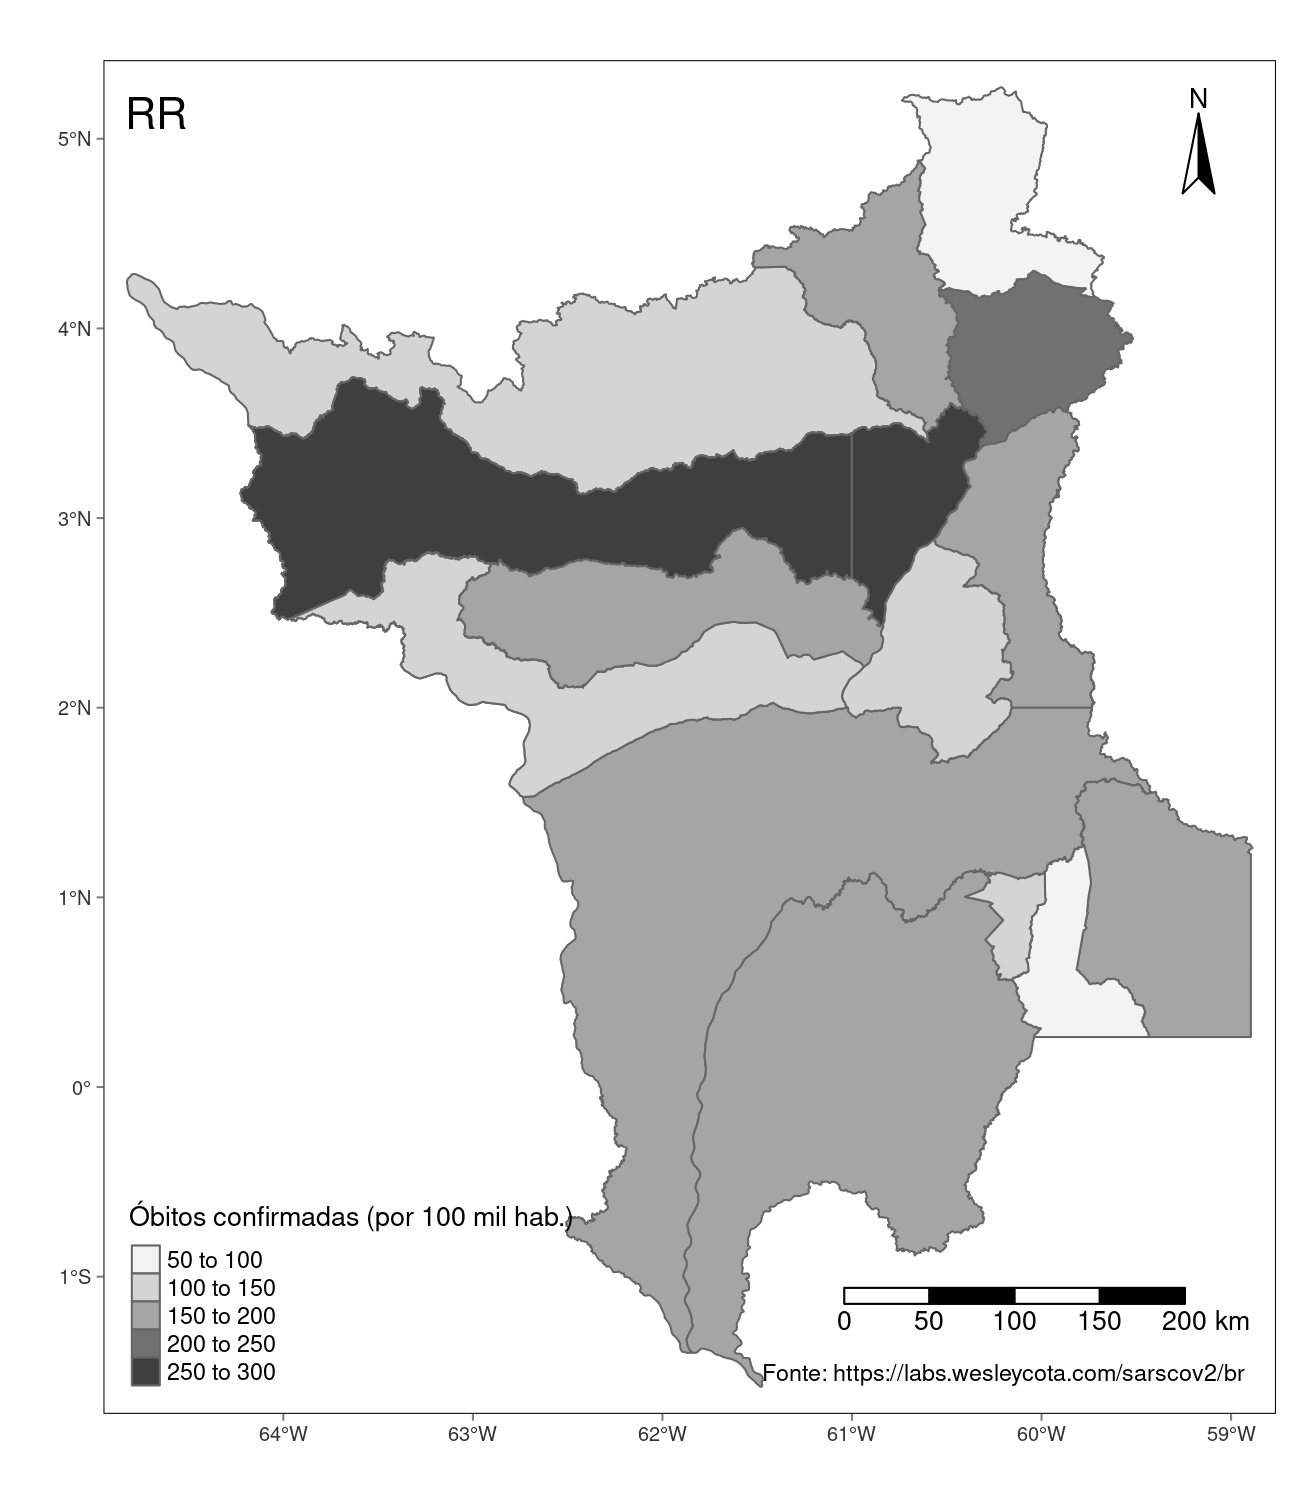 RR
N
5°N
4°N
3°N
2°N
1°N
0°
1°S
Óbitos confirmadas (por 100 mil hab.)
50 to 100
100 to 150
150 to 200
200 to 250
250 to 300
0 50 100 150 200 km
Fonte: https://labs.wesleycota.com/sarscov2/br
64°W 63°W 62°W 61°W 60°W 59°W